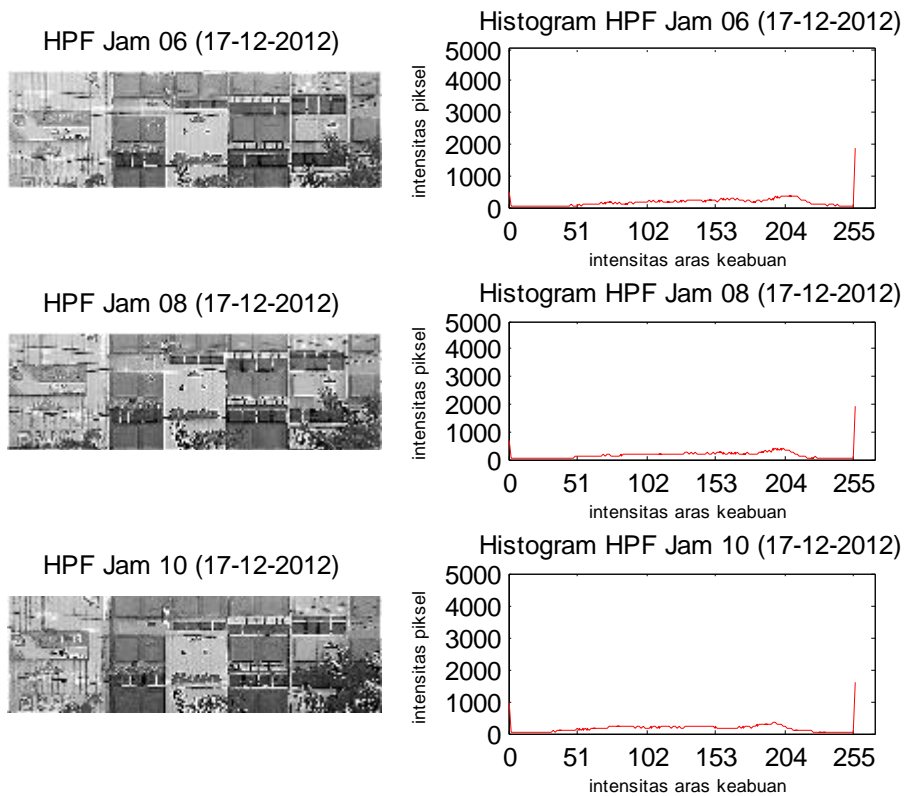 HPF Jam 06 (17-12-2012)
Histogram HPF Jam 06 (17-12-2012)
intensitas piksel
5000
4000
3000
2000
1000
0
0 51 102 153 204 255
intensitas aras keabuan
HPF Jam 08 (17-12-2012)
Histogram HPF Jam 08 (17-12-2012)
intensitas piksel
5000
4000
3000
2000
1000
0
0 51 102 153 204 255
intensitas aras keabuan
HPF Jam 10 (17-12-2012)
Histogram HPF Jam 10 (17-12-2012)
intensitas piksel
5000
4000
3000
2000
1000
0
0 51 102 153 204 255
intensitas aras keabuan